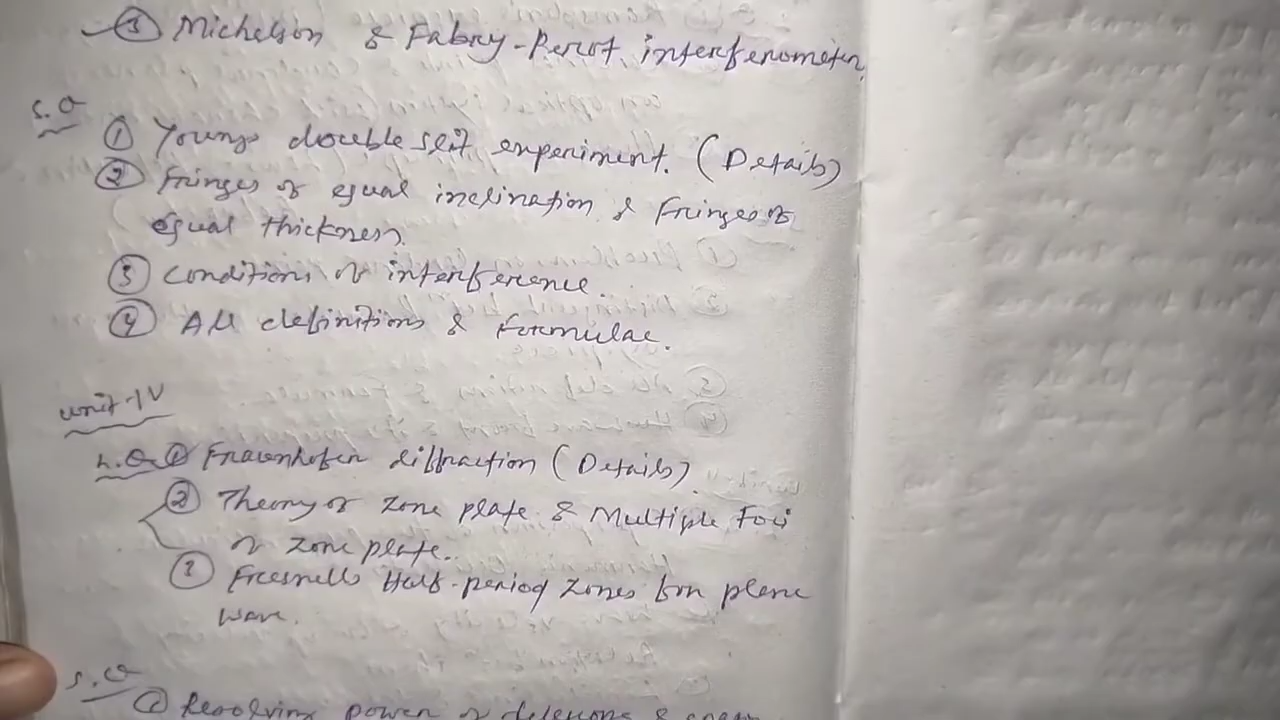 ③ Michelson & Fabry-Perot interferometer.
S.Q
① Youngs double slit experiment. (Details)
② Fringes of equal inclination & Fringes of
equal thickness.
③ Conditions of interference.
④ All definitions & Formulae.
Unit-IV
L.Q ① Fraunhofer diffraction (Details).
② Theory of Zone plate & Multiple Foci
of Zone plate.
③ Fresnells Half-period Zones for plane
wave.
S.Q
① Resolving power of